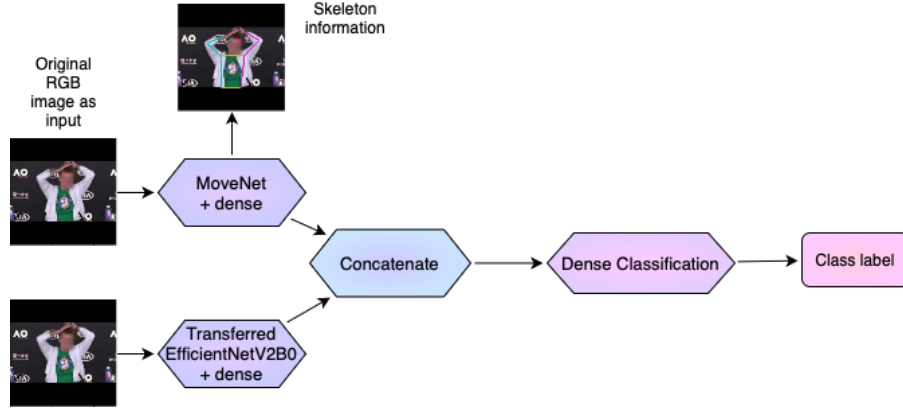 Skeleton
information
Original
RGB
image as
input
MoveNet
+ dense
Concatenate
Dense Classification
Class label
Transferred
EfficientNetV2B0
+ dense